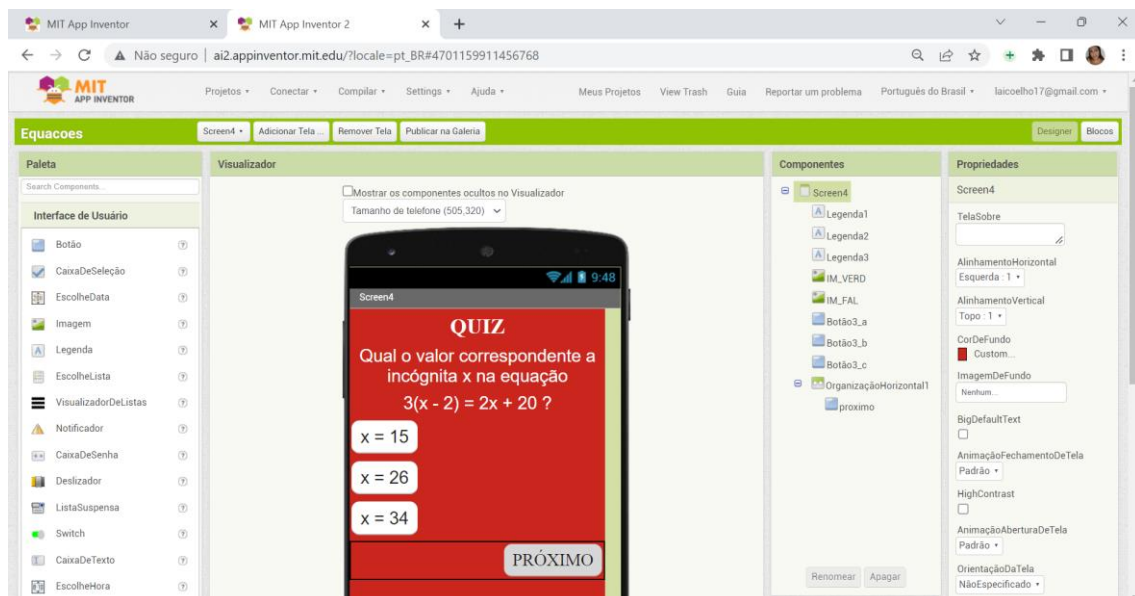 MIT App Inventor
MIT App Inventor 2
Não seguro | ai2.appinventor.mit.edu/?locale=pt_BR#4701159911456768
MIT
APP INVENTOR
Projetos Conectar Compilar Settings Ajuda Meus Projetos View Trash Guia Reportar um problema Português do Brasil laicoelho17@gmail.com
Equacoes
Screen4 Adicionar Tela ... Remover Tela Publicar na Galeria Designer Blocos
Paleta
Search Components...
Interface de Usuário
Botão
CaixaDeSeleção
EscolheData
Imagem
Legenda
EscolheLista
VisualizadorDeListas
Notificador
CaixaDeSenha
Deslizador
ListaSuspensa
Switch
CaixaDeTexto
EscolheHora
Visualizador
Mostrar os componentes ocultos no Visualizador
Tamanho de telefone (505,320)
9:48
Screen4
QUIZ
Qual o valor correspondente a
incógnita x na equação
3(x - 2) = 2x + 20 ?
x = 15
x = 26
x = 34
PRÓXIMO
Componentes
Screen4
Legenda1
Legenda2
Legenda3
IM_VERD
IM_FAL
Botão3_a
Botão3_b
Botão3_c
OrganizaçãoHorizontal1
proximo
Renomear Apagar
Propriedades
Screen4
TelaSobre
AlinhamentoHorizontal
Esquerda : 1
AlinhamentoVertical
Topo : 1
CorDeFundo
Custom...
ImagemDeFundo
Nenhum...
BigDefaultText
AnimaçãoFechamentoDeTela
Padrão
HighContrast
AnimaçãoAberturaDeTela
Padrão
OrientaçãoDaTela
NãoEspecificado